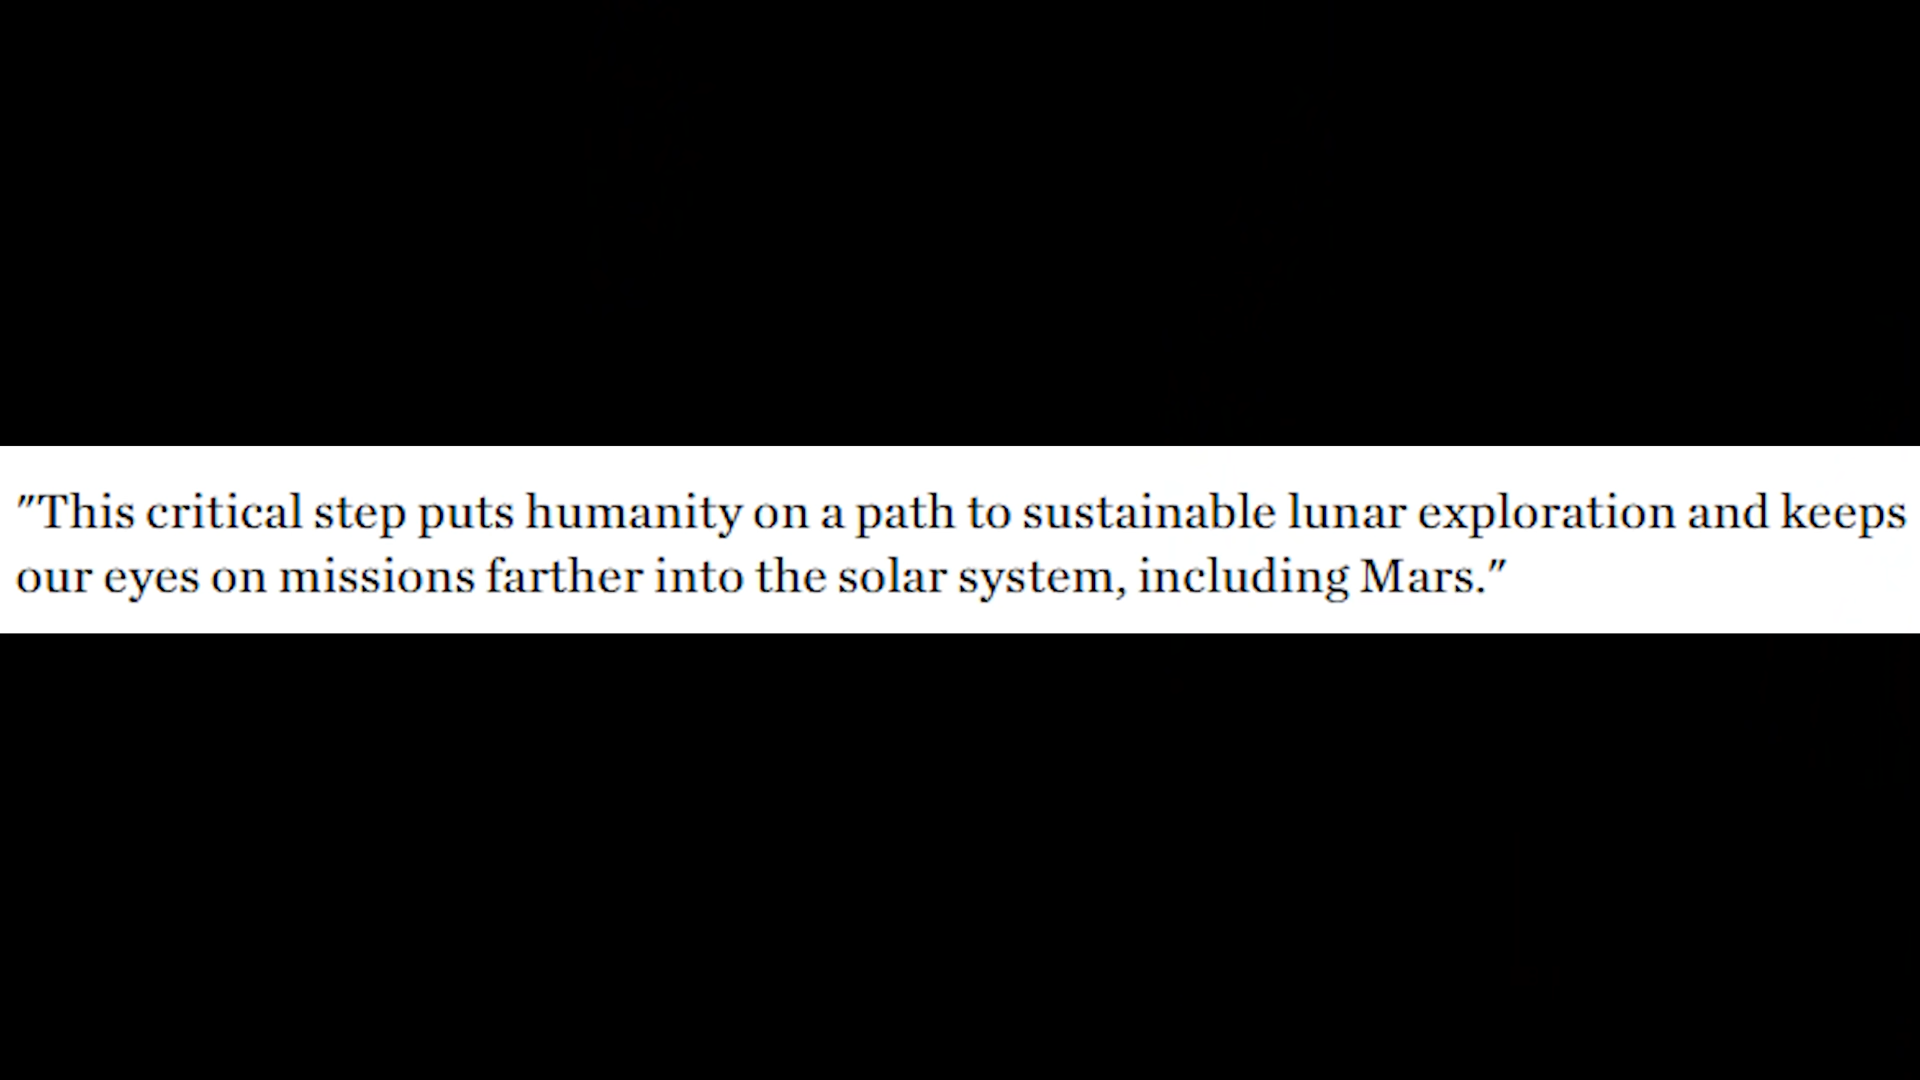 "This critical step puts humanity on a path to sustainable lunar exploration and keeps
our eyes on missions farther into the solar system, including Mars."